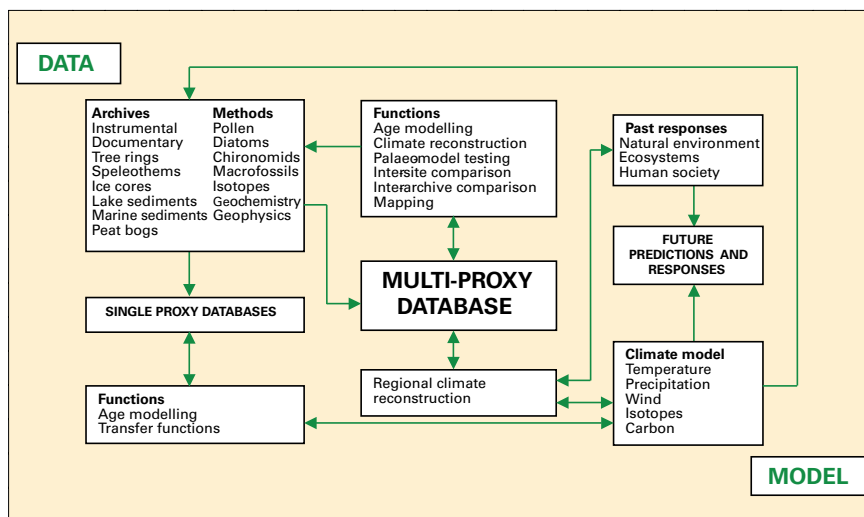 DATA
Archives
Instrumental
Documentary
Tree rings
Speleothems
Ice cores
Lake sediments
Marine sediments
Peat bogs
Methods
Pollen
Diatoms
Chironomids
Macrofossils
Isotopes
Geochemistry
Geophysics
Functions
Age modelling
Climate reconstruction
Palaeomodel testing
Intersite comparison
Interarchive comparison
Mapping
Past responses
Natural environment
Ecosystems
Human society
SINGLE PROXY DATABASES
MULTI-PROXY
DATABASE
FUTURE
PREDICTIONS AND
RESPONSES
Functions
Age modelling
Transfer functions
Regional climate
reconstruction
Climate model
Temperature
Precipitation
Wind
Isotopes
Carbon
MODEL